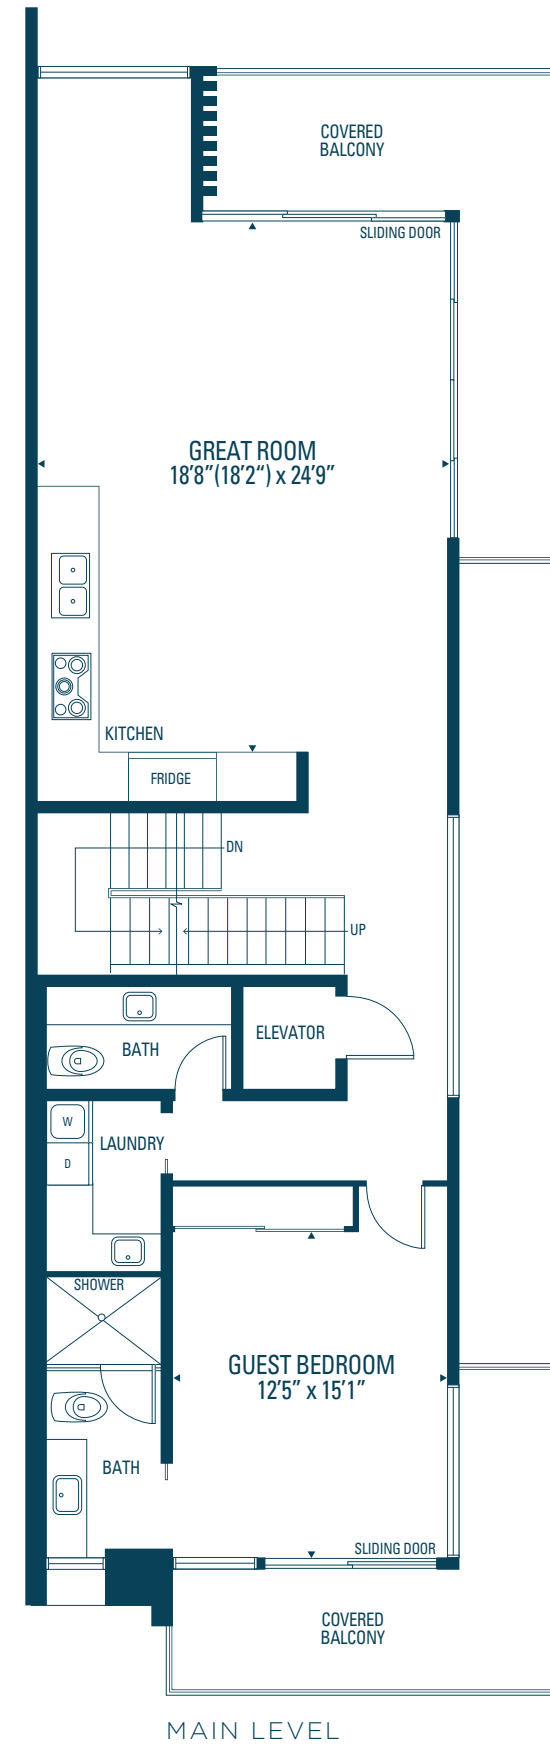 COVERED
BALCONY
SLIDING DOOR
GREAT ROOM
18'8"(18'2“) x 24'9”
KITCHEN
FRIDGE
DN
UP
ELEVATOR
BATH
W
LAUNDRY
D
SHOWER
GUEST BEDROOM
12'5” x 15'1”
BATH
SLIDING DOOR
COVERED
BALCONY
MAIN LEVEL